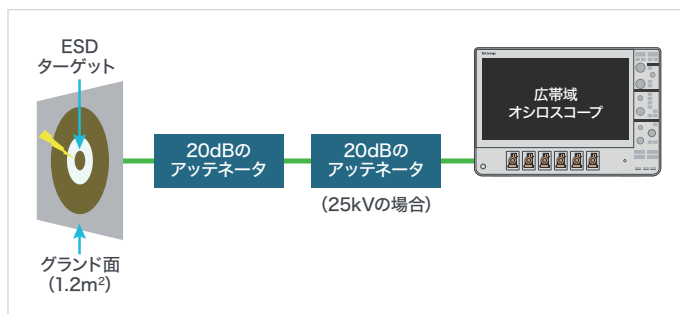 ESD
ターゲット
20dBの
アッテネータ
20dBの
アッテネータ
(25kVの場合)
Tektronix
広帯域
オシロスコープ
グランド面
(1.2m²)